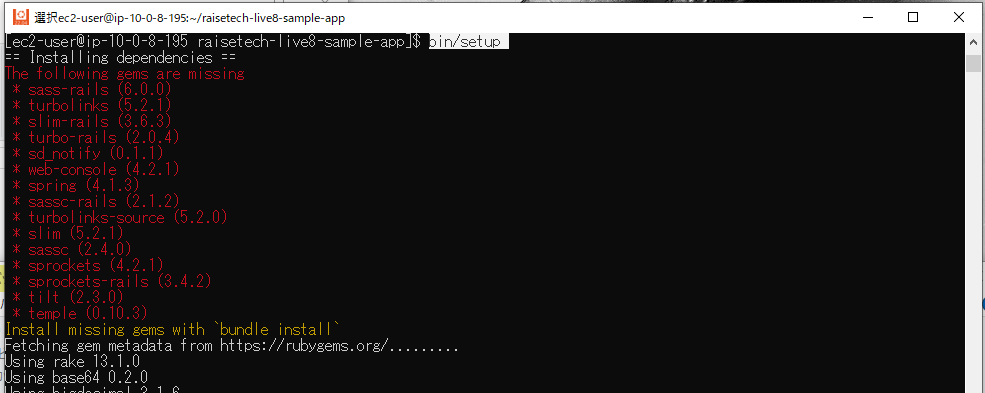 選択ec2-user@ip-10-0-8-195:~/raisetech-live8-sample-app
[ec2-user@ip-10-0-8-195 raisetech-live8-sample-app]$ bin/setup
== Installing dependencies ==
The following gems are missing
* sass-rails (6.0.0)
* turbolinks (5.2.1)
* slim-rails (3.6.3)
* turbo-rails (2.0.4)
* sd_notify (0.1.1)
* web-console (4.2.1)
* spring (4.1.3)
* sassc-rails (2.1.2)
* turbolinks-source (5.2.0)
* slim (5.2.1)
* sassc (2.4.0)
* sprockets (4.2.1)
* sprockets-rails (3.4.2)
* tilt (2.3.0)
* temple (0.10.3)
Install missing gems with `bundle install`
Fetching gem metadata from https://rubygems.org/.........
Using rake 13.1.0
Using base64 0.2.0
Using bigdecimal 3.1.6